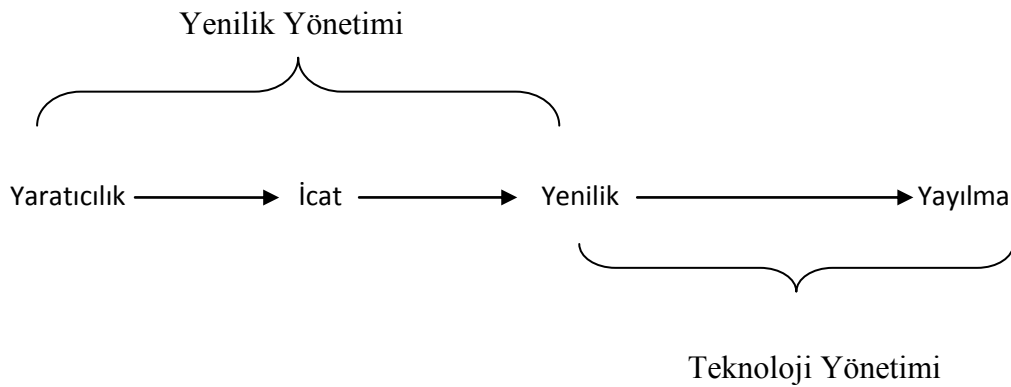 Yenilik Yönetimi
Yaratıcılık İcat Yenilik Yayılma
Teknoloji Yönetimi